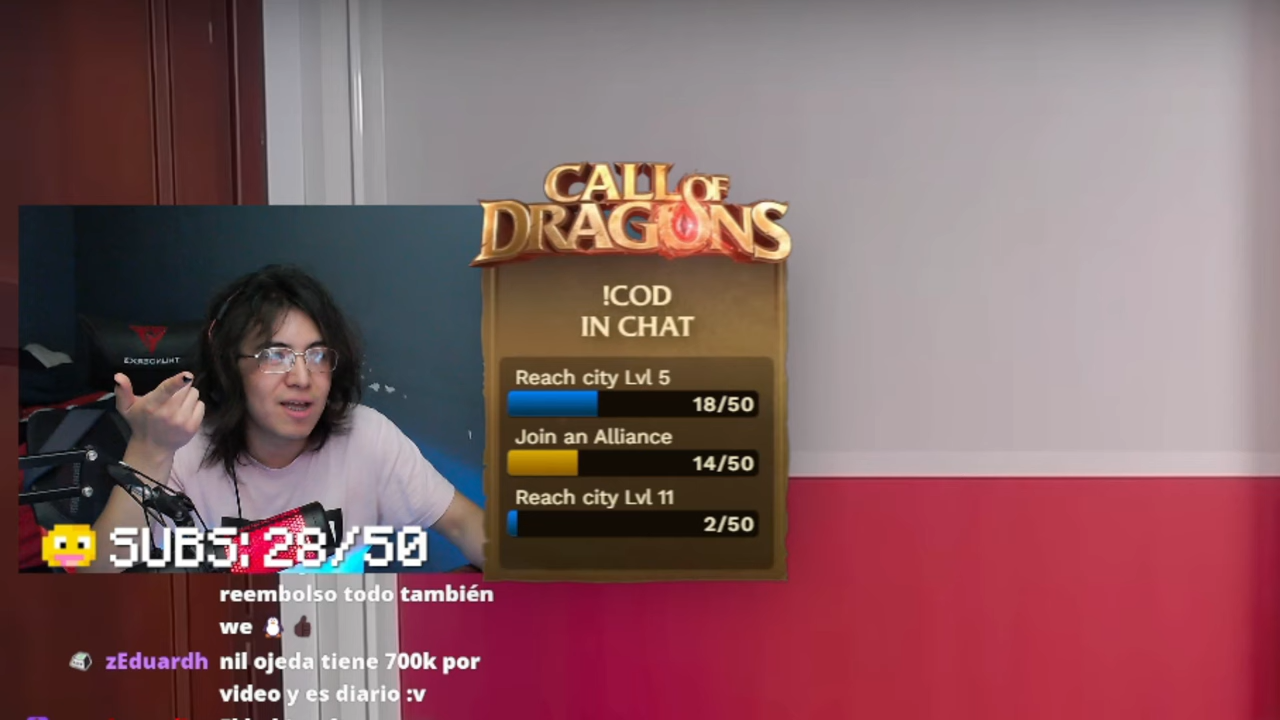 CALL OF
DRAGONS
!COD
IN CHAT
Reach city Lvl 5
18/50
Join an Alliance
14/50
Reach city Lvl 11
2/50
SUBS: 28/50
reembolso todo también
we 🐧 👍🏿
zEduardh nil ojeda tiene 700k por
video y es diario :v